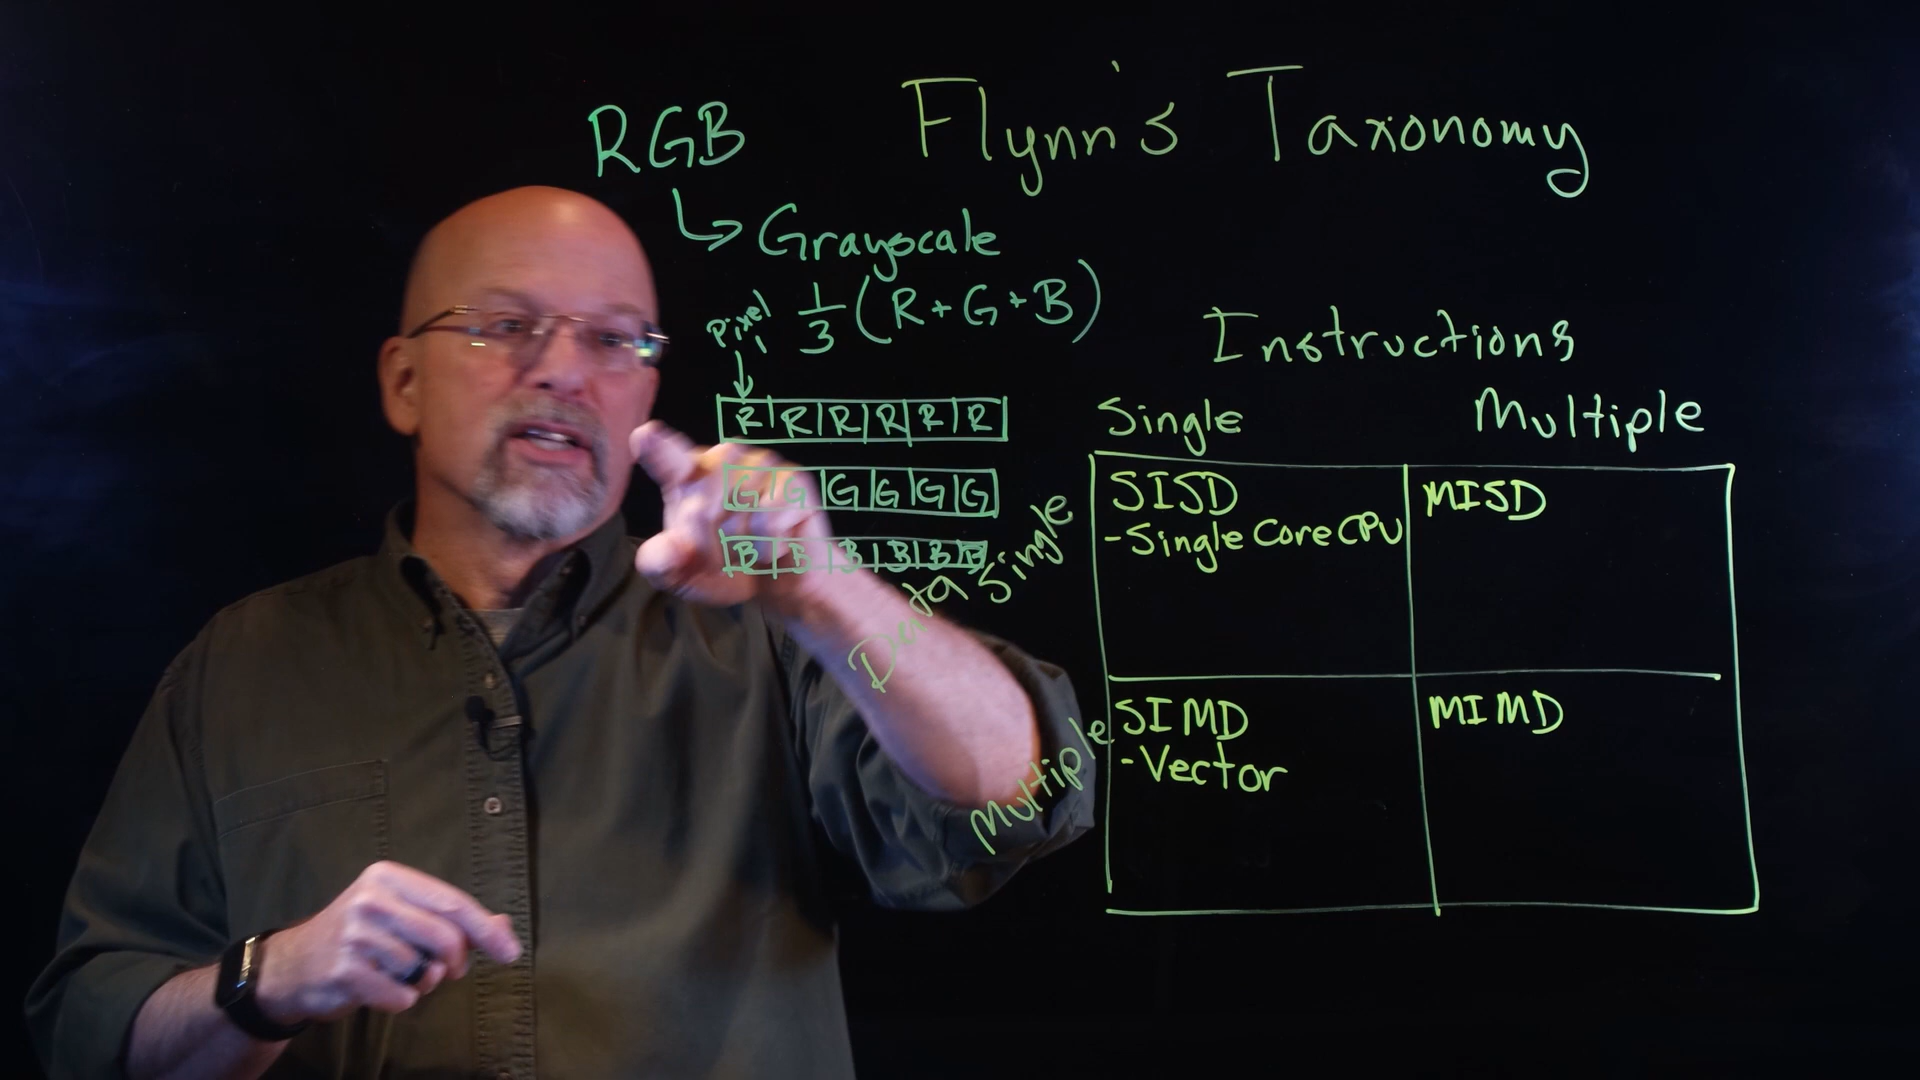 RGB
Flynn's Taxonomy
Grayscale
Pixel 1
1/3 (R+G+B)
R R R R R R
G G G G G G
B B B B B B
Instructions
Single Multiple
Data
Single
Multiple
SISD
-Single Core CPU
MISD
SIMD
-Vector
MIMD